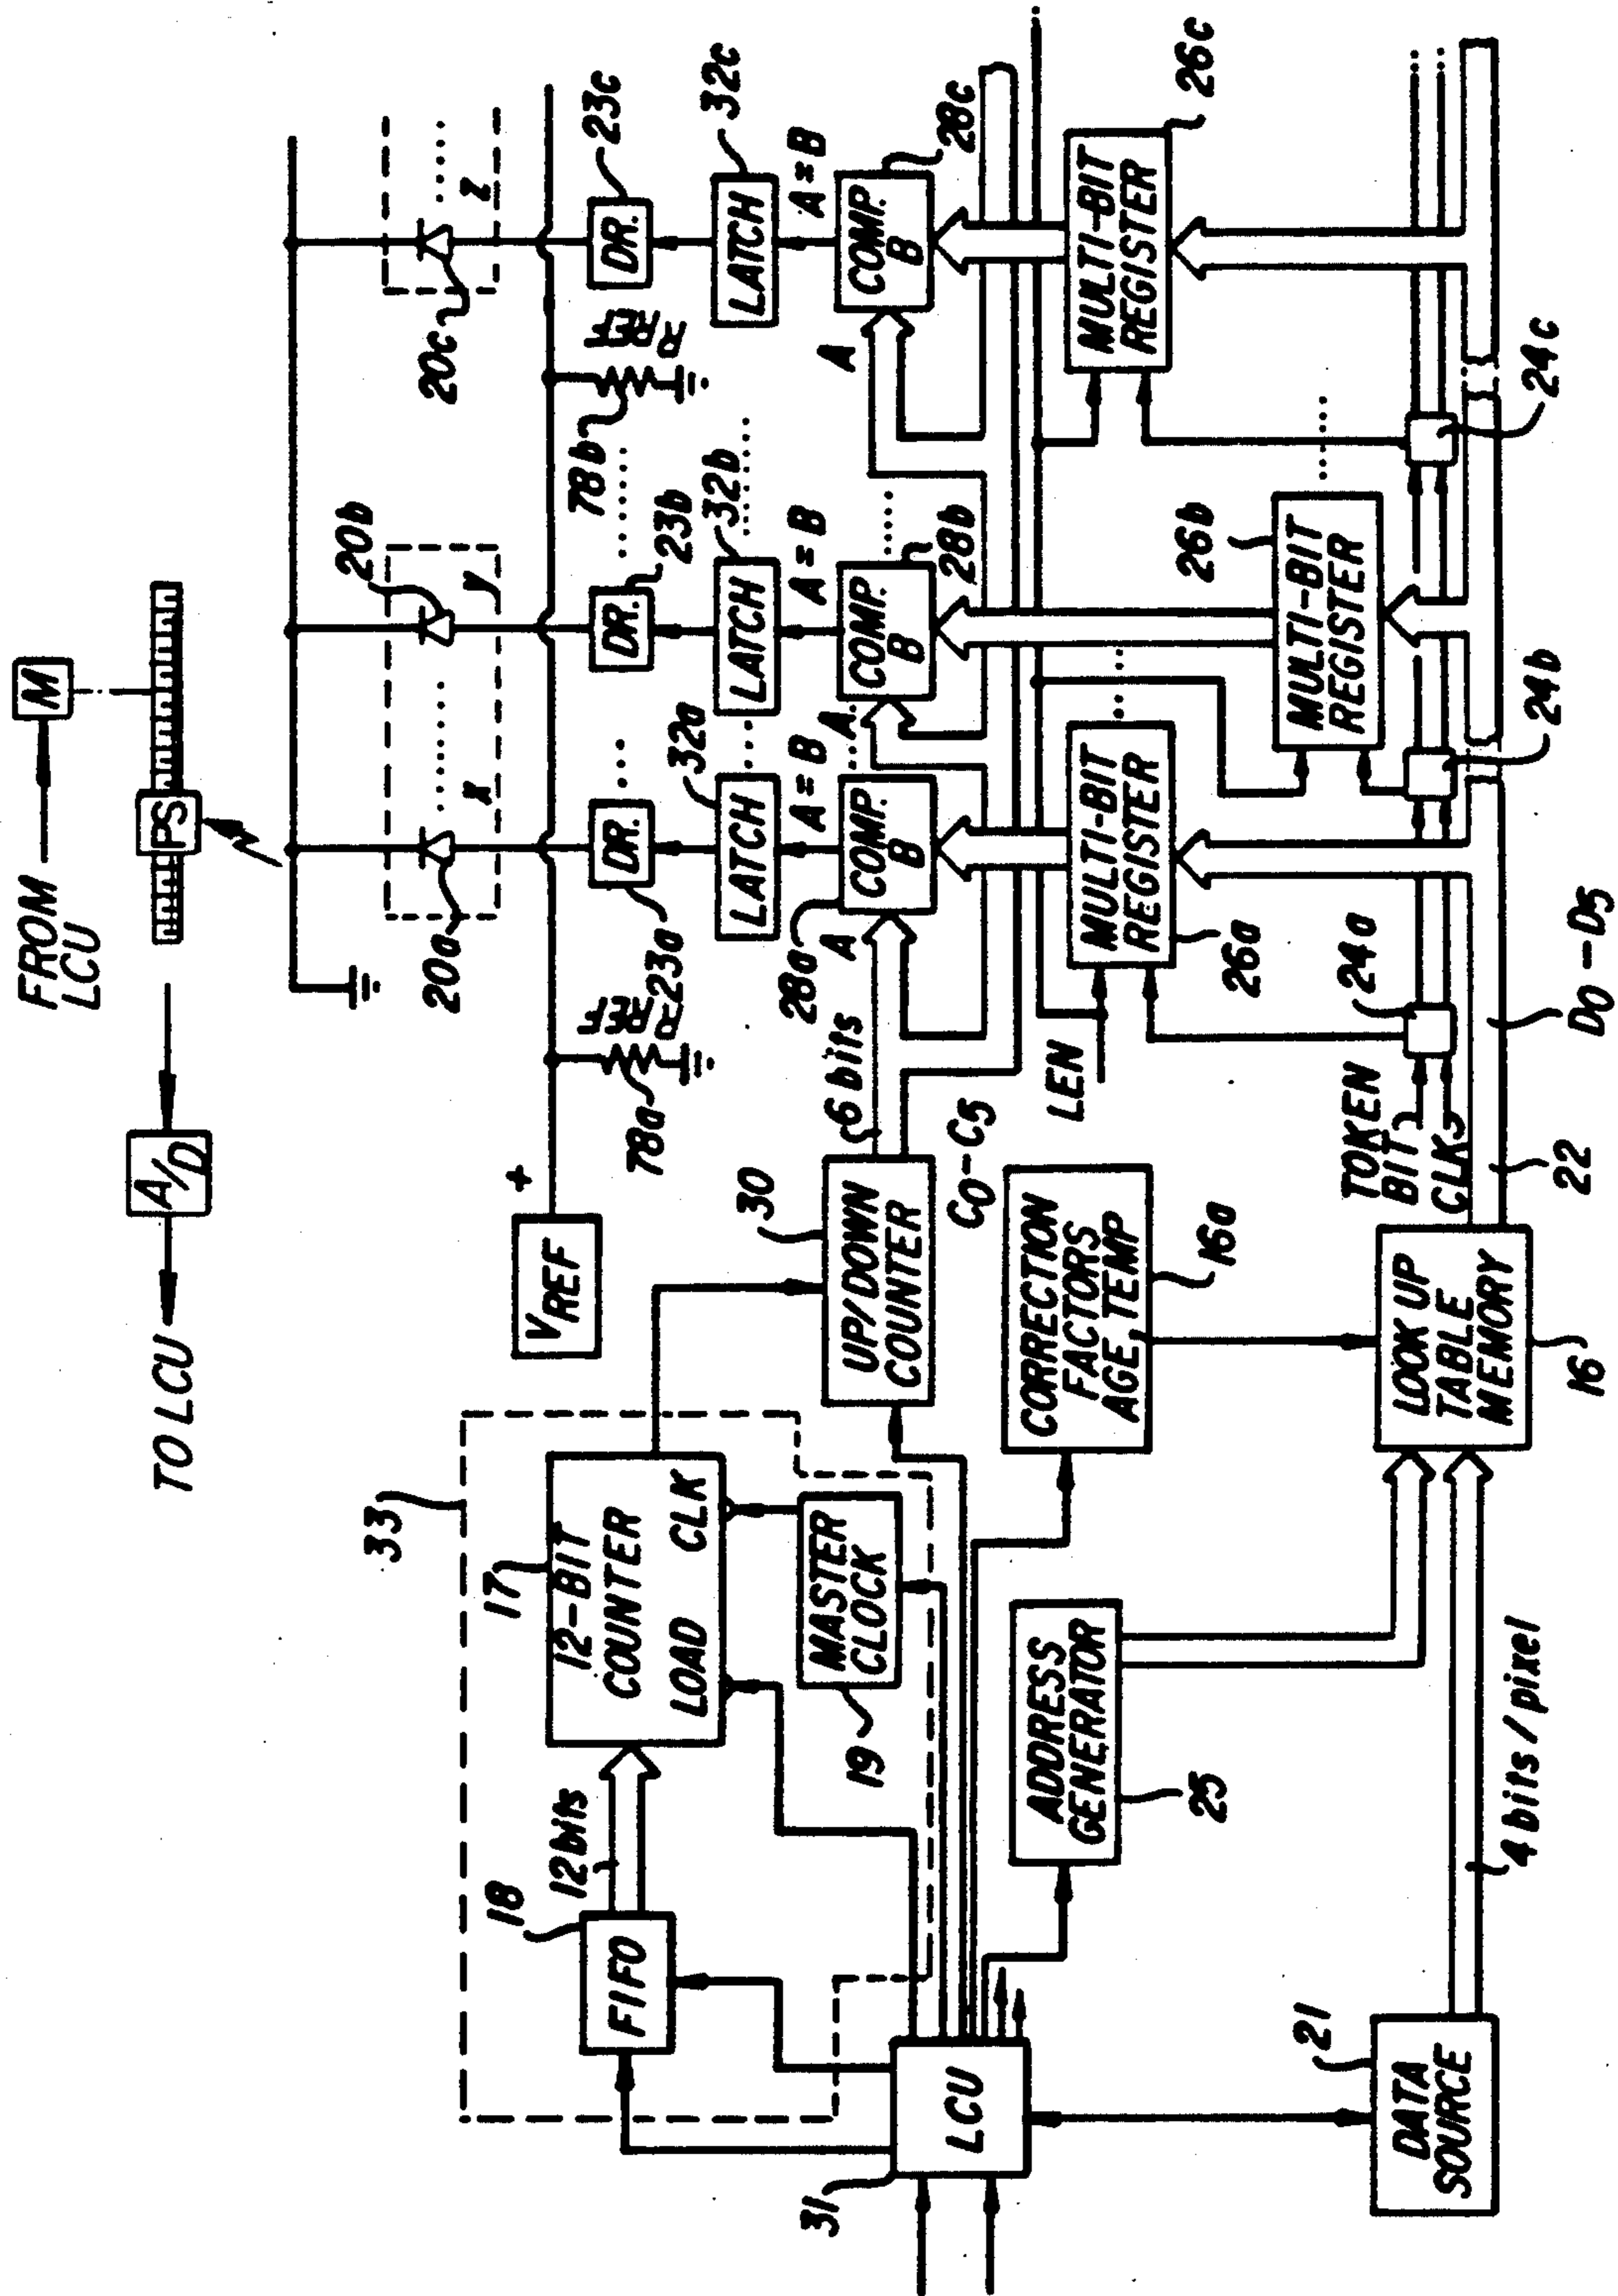 FROM
LCU
M
PS
A/D
TO LCU
33
17
18
12 bits
FIFO
12-BIT
COUNTER
LOAD CLK
MASTER
CLOCK
19
31
LCU
DATA
SOURCE
21
ADDRESS
GENERATOR
25
4 bits/pixel
VREF
+
30
UP/DOWN
COUNTER
6 bits
C0-C5
CORRECTION
FACTORS
AGE, TEMP
16a
LOOK UP
TABLE
MEMORY
16
22
TOKEN
BIT
CLK
D0-D5
LEN
20a
x
20b
y
20c
z
78a
REF
78b
REF
DR.
23a
DR.
23b
DR.
23c
LATCH
32a
LATCH
32b
LATCH
32c
A = B
A = B
A = B
A
COMP.
B
28a
A
COMP.
B
28b
A
COMP.
B
28c
MULTI-BIT
REGISTER
26a
MULTI-BIT
REGISTER
26b
MULTI-BIT
REGISTER
26c
24a
24b
24c